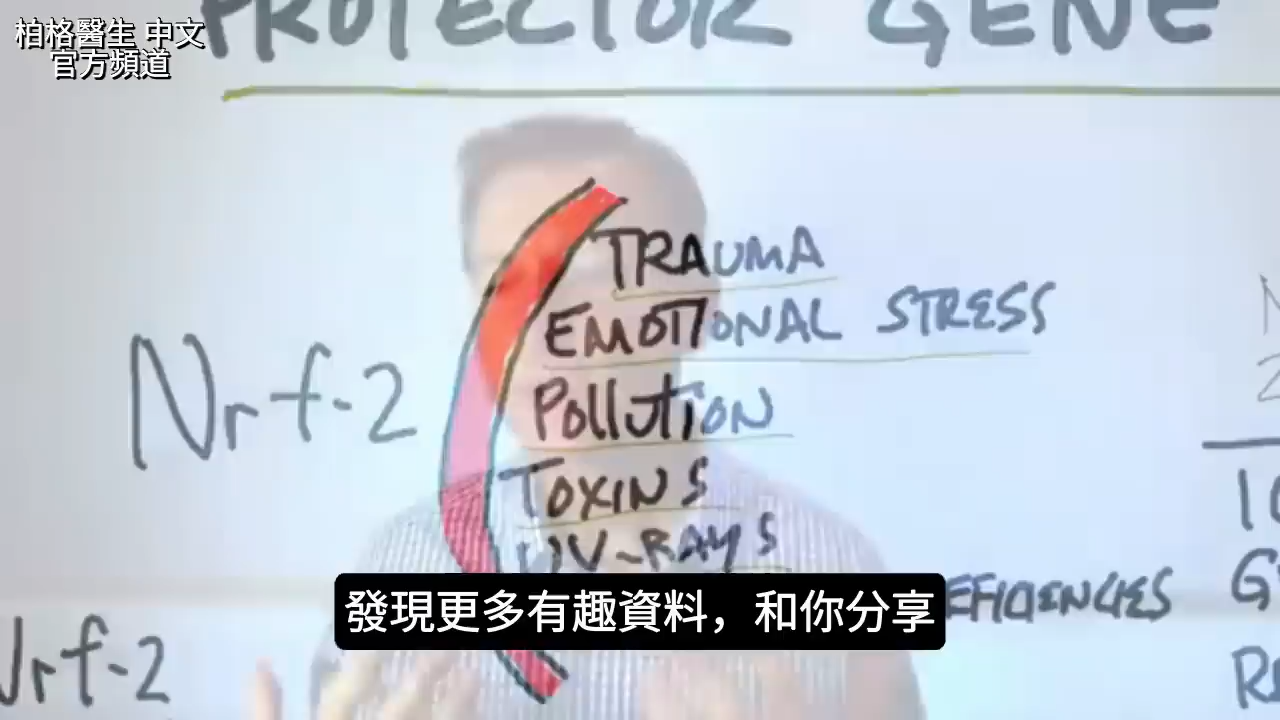 柏格醫生 中文
官方頻道
PROTECTOR GENE
TRAUMA
EMOTIONAL STRESS
Nrf-2
POLLUTION
TOXINS
UV-RAYS
發現更多有趣資料，和你分享
Nrf-2